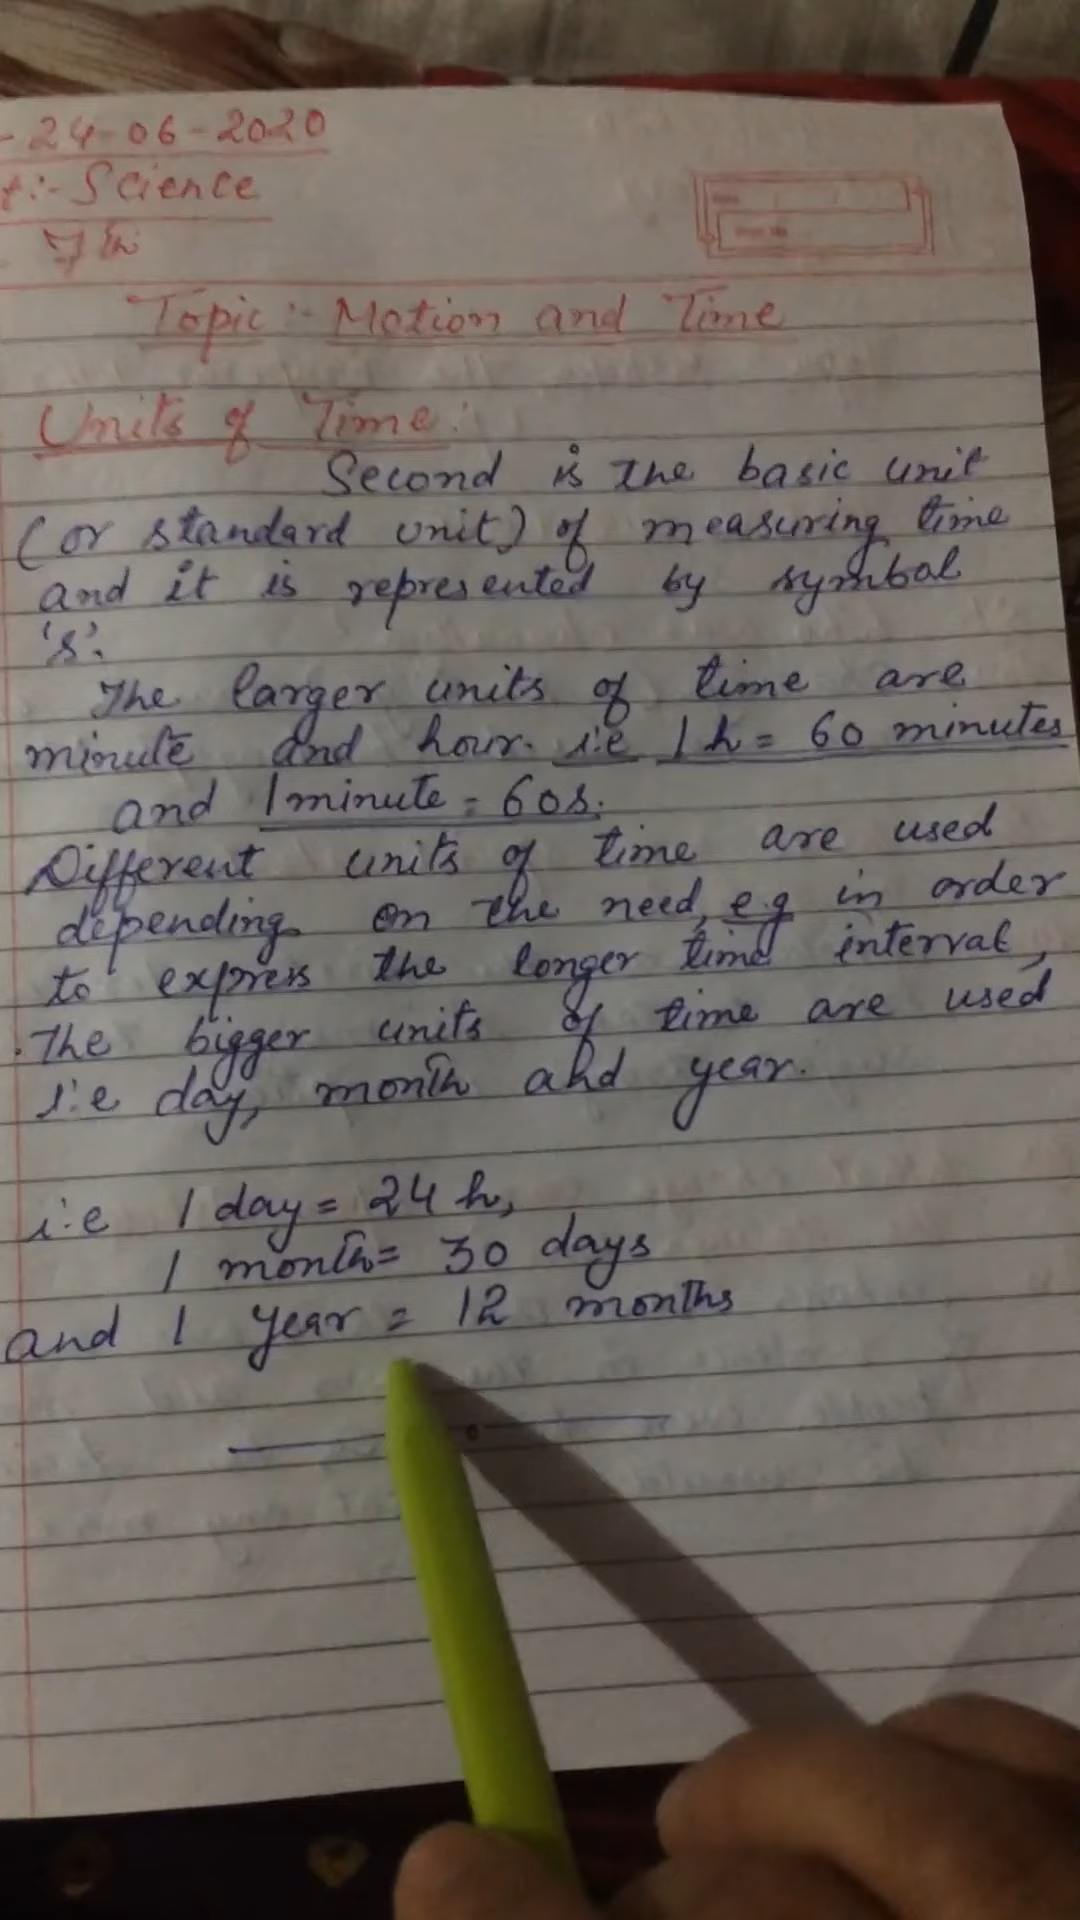 - 24-06-2020
t:- Science
7th
Topic:- Motion and Time
Units of Time:
Second is the basic unit
(or standard unit) of measuring time
and it is represented by symbol
's'.
The larger units of time are
minute and hour. i.e 1h = 60 minutes
and 1minute = 60s.
Different units of time are used
depending on the need, e.g in order
to express the longer time interval,
The bigger units of time are used
i.e day, month and year.
i.e 1 day = 24 h,
1 month = 30 days
and 1 year = 12 months